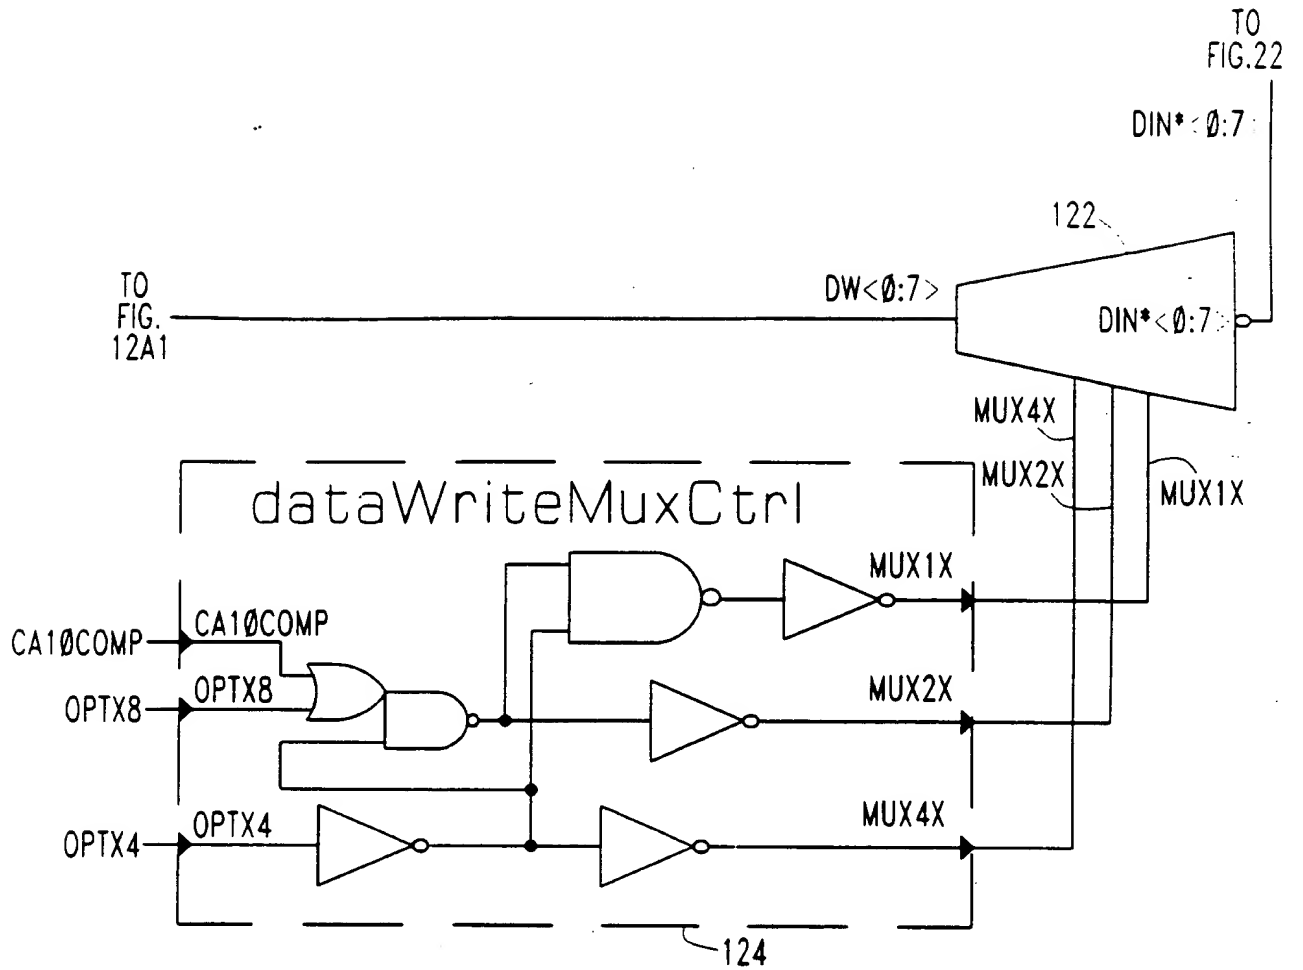 TO
FIG.22
DIN*<Ø:7>
122
TO
FIG.
12A1
DW<Ø:7>
DIN*<Ø:7>
MUX4X
MUX2X
MUX1X
dataWriteMuxCtrl
MUX1X
CA1ØCOMP
CA1ØCOMP
OPTX8
OPTX8
MUX2X
OPTX4
OPTX4
MUX4X
124